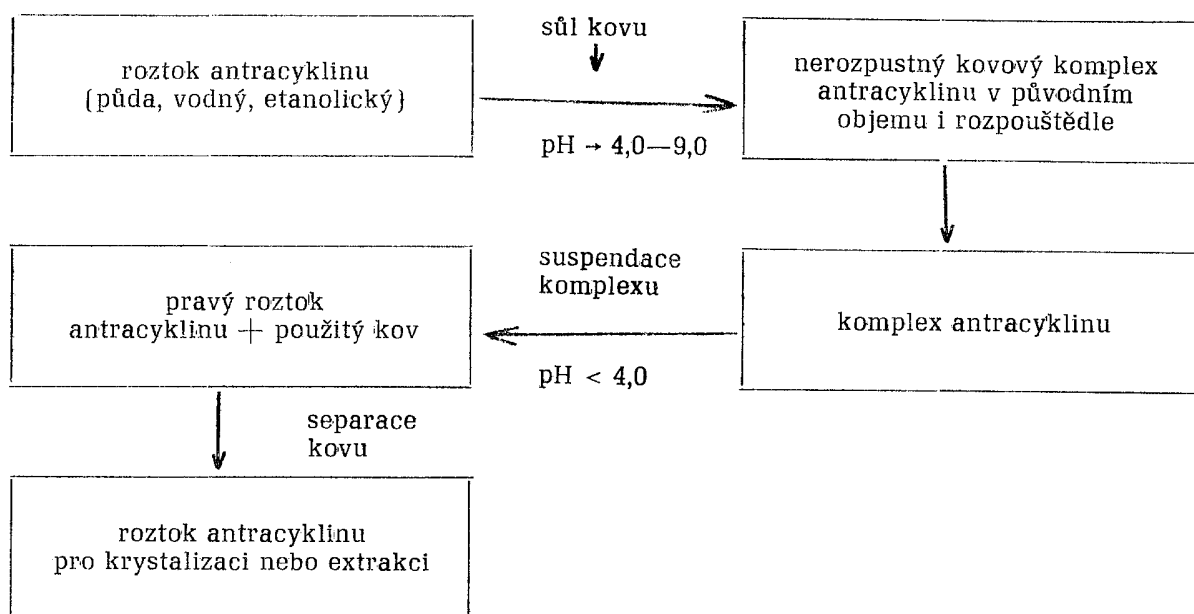 roztok antracyklinu
(půda, vodný, etanolický)
sůl kovu
pH → 4,0—9,0
nerozpustný kovový komplex
antracyklinu v původním
objemu i rozpouštědle
komplex antracyklinu
suspendace
komplexu
pH < 4,0
pravý roztok
antracyklinu + použitý kov
separace
kovu
roztok antracyklinu
pro krystalizaci nebo extrakci